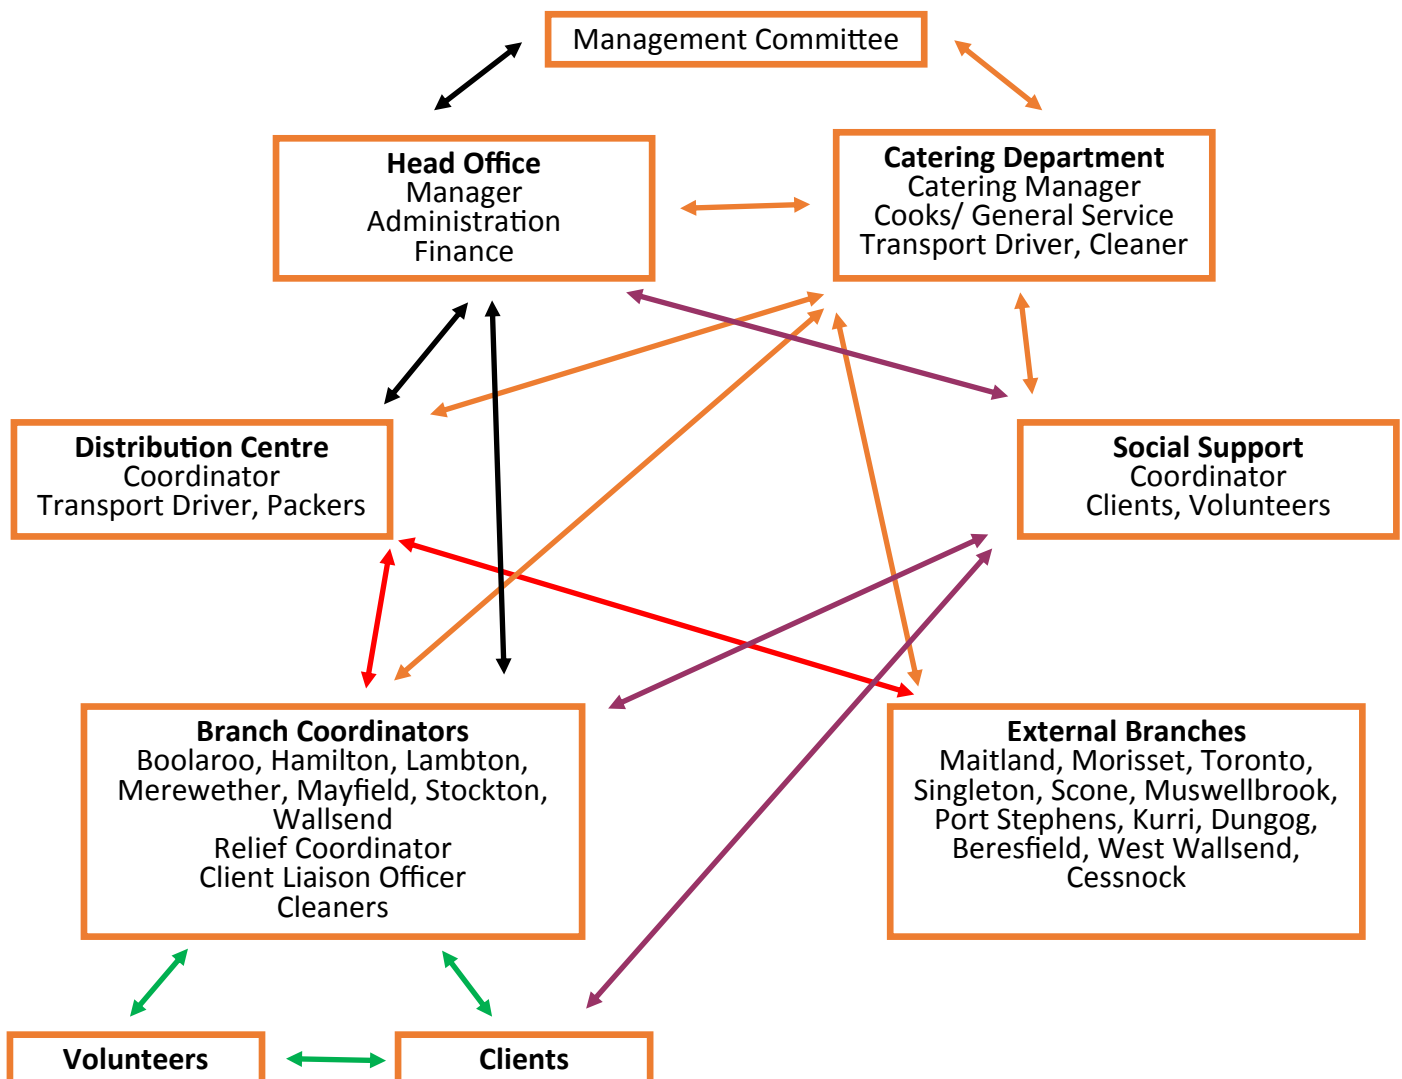 Management Committee
Head Office
Manager
Administration
Finance
Catering Department
Catering Manager
Cooks/ General Service
Transport Driver, Cleaner
Distribution Centre
Coordinator
Transport Driver, Packers
Social Support
Coordinator
Clients, Volunteers
Branch Coordinators
Boolaroo, Hamilton, Lambton,
Merewether, Mayfield, Stockton,
Wallsend
Relief Coordinator
Client Liaison Officer
Cleaners
External Branches
Maitland, Morisset, Toronto,
Singleton, Scone, Muswellbrook,
Port Stephens, Kurri, Dungog,
Beresfield, West Wallsend,
Cessnock
Volunteers
Clients